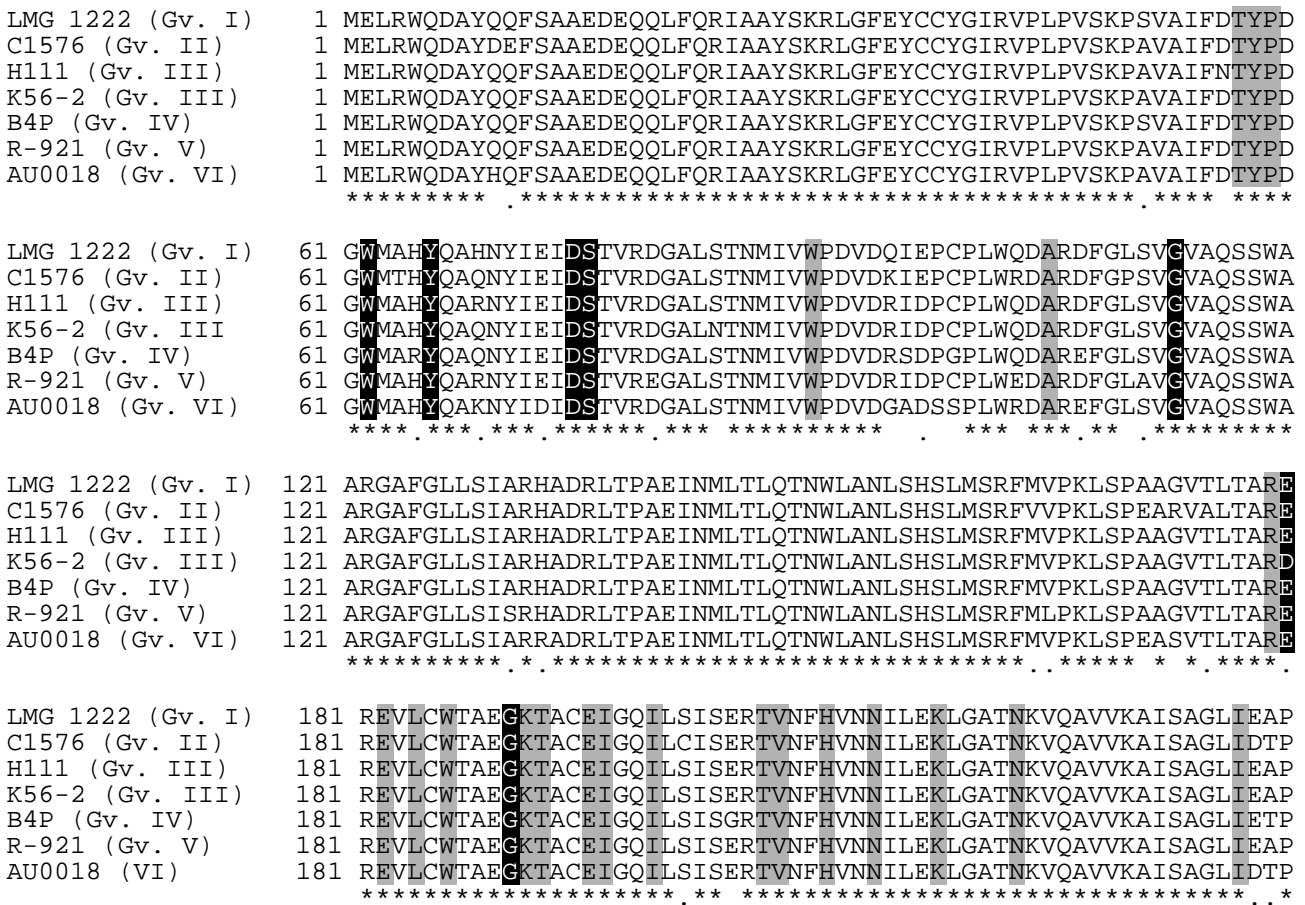 LMG 1222 (Gv. I) 1 MELRWQDAYQQFSAAEDEQQLFQRIAAYSKRLGFEYCCYGIRVPLPVSKPSVAIFDTYPD
C1576 (Gv. II) 1 MELRWQDAYDEFSAAEDEQQLFQRIAAYSKRLGFEYCCYGIRVPLPVSKPAVAIFDTYPD
H111 (Gv. III) 1 MELRWQDAYQQFSAAEDEQQLFQRIAAYSKRLGFEYCCYGIRVPLPVSKPAVAIFNTYPD
K56-2 (Gv. III) 1 MELRWQDAYQQFSAAEDEQQLFQRIAAYSKRLGFEYCCYGIRVPLPVSKPAVAIFDTYPD
B4P (Gv. IV) 1 MELRWQDAYQQFSAAEDEQQLFQRIAAYSKRLGFEYCCYGIRVPLPVSKPAVAIFDTYPD
R-921 (Gv. V) 1 MELRWQDAYQQFSAAEDEQQLFQRIAAYSKRLGFEYCCYGIRVPLPVSKPAVAIFDTYPD
AU0018 (Gv. VI) 1 MELRWQDAYHQFSAAEDEQQLFQRIAAYSKRLGFEYCCYGIRVPLPVSKPAVAIFDTYPD
********* .***************************************.**** ****
LMG 1222 (Gv. I) 61 GWMAHYQAHNYIEIDSTVRDGALSTNMIVWPDVDQIEPCPLWQDARDFGLSVGVAQSSWA
C1576 (Gv. II) 61 GWMTHYQAQNYIEIDSTVRDGALSTNMIVWPDVDKIEPCPLWRDARDFGPSVGVAQSSWA
H111 (Gv. III) 61 GWMAHYQARNYIEIDSTVRDGALSTNMIVWPDVDRIDPCPLWQDARDFGLSVGVAQSSWA
K56-2 (Gv. III 61 GWMAHYQAQNYIEIDSTVRDGALNTNMIVWPDVDRIDPCPLWQDARDFGLSVGVAQSSWA
B4P (Gv. IV) 61 GWMARYQAQNYIEIDSTVRDGALSTNMIVWPDVDRSDPGPLWQDAREFGLSVGVAQSSWA
R-921 (Gv. V) 61 GWMAHYQARNYIEIDSTVREGALSTNMIVWPDVDRIDPCPLWEDARDFGLAVGVAQSSWA
AU0018 (Gv. VI) 61 GWMAHYQAKNYIDIDSTVRDGALSTNMIVWPDVDGADSSPLWRDAREFGLSVGVAQSSWA
****.***.***.******.*** **********  .  *** ***.** .*********
LMG 1222 (Gv. I) 121 ARGAFGLLSIARHADRLTPAEINMLTLQTNWLANLSHSLMSRFMVPKLSPAAGVTLTARE
C1576 (Gv. II) 121 ARGAFGLLSIARHADRLTPAEINMLTLQTNWLANLSHSLMSRFVVPKLSPEARVALTARE
H111 (Gv. III) 121 ARGAFGLLSIARHADRLTPAEINMLTLQTNWLANLSHSLMSRFMVPKLSPAAGVTLTARE
K56-2 (Gv. III) 121 ARGAFGLLSIARHADRLTPAEINMLTLQTNWLANLSHSLMSRFMVPKLSPAAGVTLTARD
B4P (Gv. IV) 121 ARGAFGLLSIARHADRLTPAEINMLTLQTNWLANLSHSLMSRFMVPKLSPAAGVTLTARE
R-921 (Gv. V) 121 ARGAFGLLSISRHADRLTPAEINMLTLQTNWLANLSHSLMSRFMLPKLSPAAGVTLTARE
AU0018 (Gv. VI) 121 ARGAFGLLSIARRADRLTPAEINMLTLQTNWLANLSHSLMSRFMVPKLSPEASVTLTARE
**********.*.******************************..***** * *.****.
LMG 1222 (Gv. I) 181 REVLCWTAEGKTACEIGQILSISERTVNFHVNNILEKLGATNKVQAVVKAISAGLIEAP
C1576 (Gv. II) 181 REVLCWTAEGKTACEIGQILCISERTVNFHVNNILEKLGATNKVQAVVKAISAGLIDTP
H111 (Gv. III) 181 REVLCWTAEGKTACEIGQILSISERTVNFHVNNILEKLGATNKVQAVVKAISAGLIEAP
K56-2 (Gv. III) 181 REVLCWTAEGKTACEIGQILSISERTVNFHVNNILEKLGATNKVQAVVKAISAGLIEAP
B4P (Gv. IV) 181 REVLCWTAEGKTACEIGQILSISGRTVNFHVNNILEKLGATNKVQAVVKAISAGLIETP
R-921 (Gv. V) 181 REVLCWTAEGKTACEIGQILSISERTVNFHVNNILEKLGATNKVQAVVKAISAGLIEAP
AU0018 (VI) 181 REVLCWTAEGKTACEIGQILSISERTVNFHVNNILEKLGATNKVQAVVKAISAGLIDTP
********************.** *********************************..*